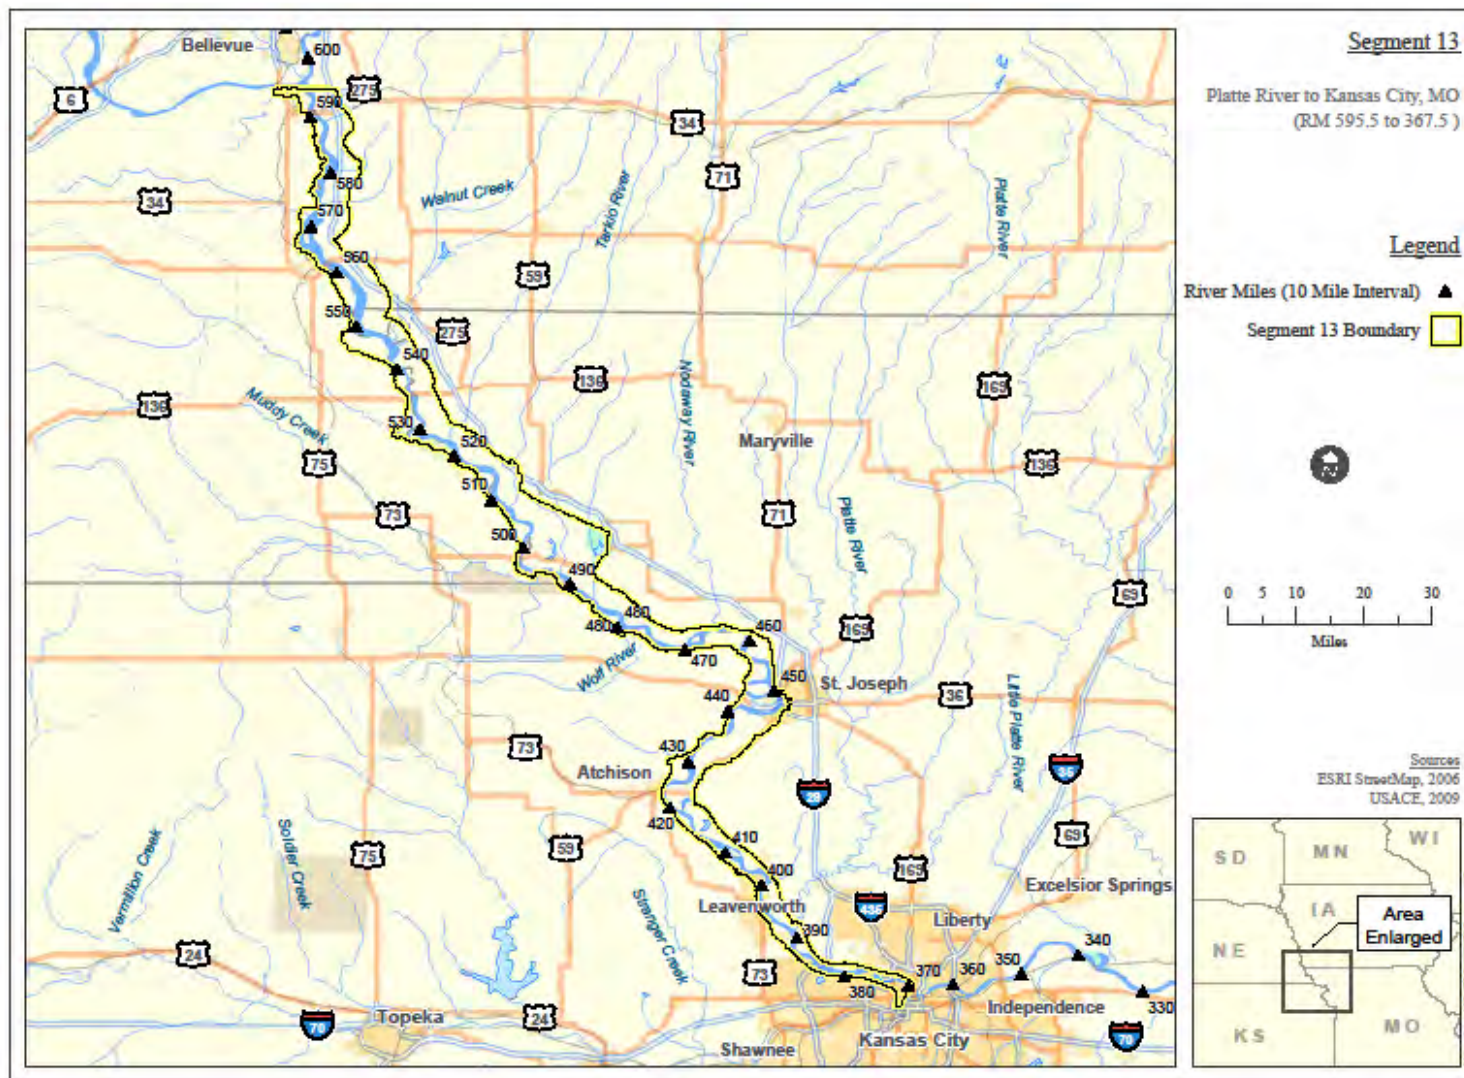 Segment 13
Platte River to Kansas City, MO
(RM 595.5 to 367.5 )
Legend
River Miles (10 Mile Interval)
Segment 13 Boundary
0 5 10 20 30
Miles
Sources
ESRI StreetMap, 2006
USACE, 2009
SD
MN
WI
IA
NE
KS
MO
Area
Enlarged
Bellevue
600
6
275
590
34
71
580
34
Walnut Creek
Tarkio River
Platte River
570
560
59
550
275
540
136
169
136
Muddy Creek
Nodaway River
530
520
Maryville
75
136
510
73
71
Platte River
500
490
69
480
480
460
169
470
Wolf River
450
St. Joseph
36
440
Little Platte River
430
73
Atchison
35
29
420
410
69
59
75
Vermillion Creek
Soldier Creek
400
169
Excelsior Springs
Leavenworth
435
Liberty
Stranger Creek
390
24
340
73
370
360
350
380
Independence
330
70
Topeka
24
Shawnee
Kansas City
70